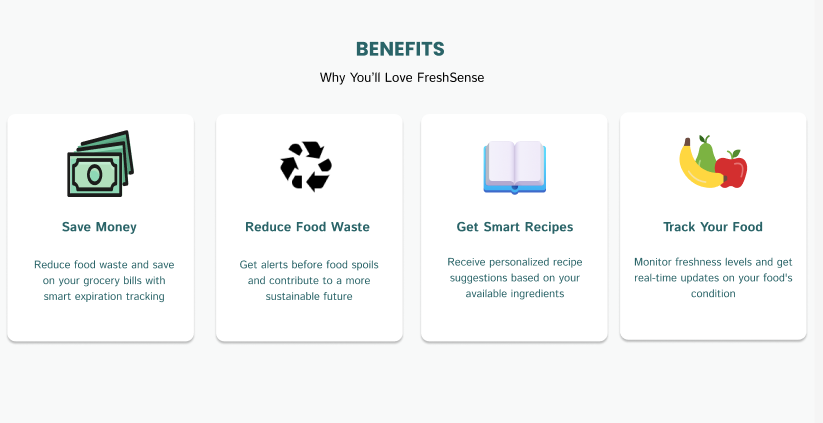 BENEFITS
Why You'll Love FreshSense
Save Money
Reduce food waste and save
on your grocery bills with
smart expiration tracking
Reduce Food Waste
Get alerts before food spoils
and contribute to a more
sustainable future
Get Smart Recipes
Receive personalized recipe
suggestions based on your
available ingredients
Track Your Food
Monitor freshness levels and get
real-time updates on your food's
condition